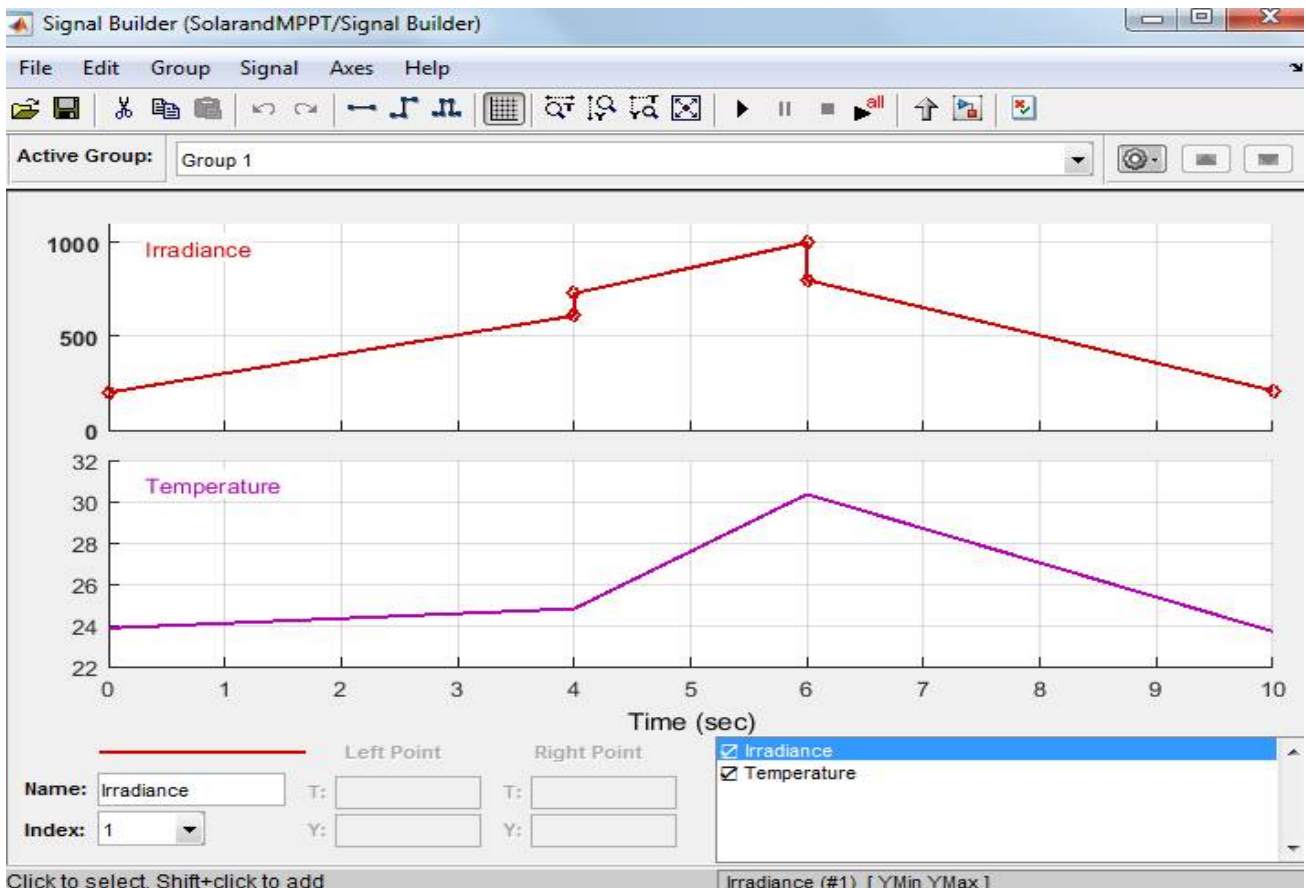 Signal Builder (SolarandMPPT/Signal Builder)
File Edit Group Signal Axes Help
all
Active Group: Group 1
1000
Irradiance
500
0
32
Temperature
30
28
26
24
22
0 1 2 3 4 5 6 7 8 9 10
Time (sec)
Left Point Right Point
Irradiance
Temperature
Name: Irradiance T: T:
Index: 1 Y: Y:
Click to select, Shift+click to add Irradiance (#1) [ YMin YMax ]